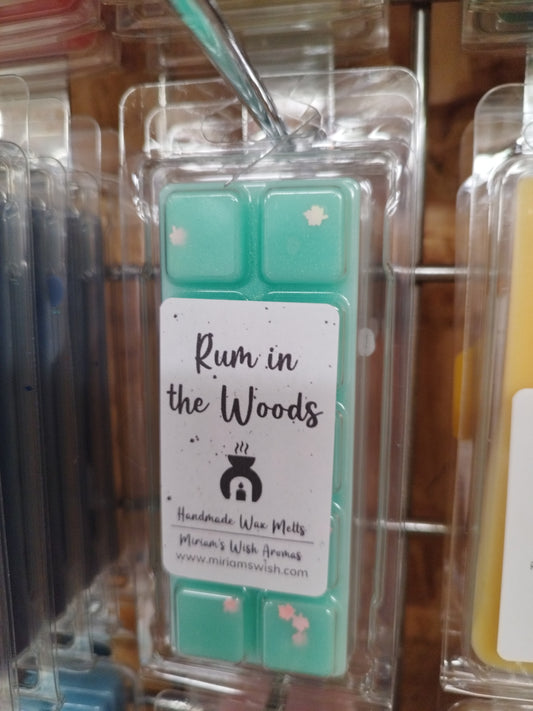 Rum in
the Woods
Handmade Wax Melts
Miriam's Wish Aromas
www.miriamswish.com